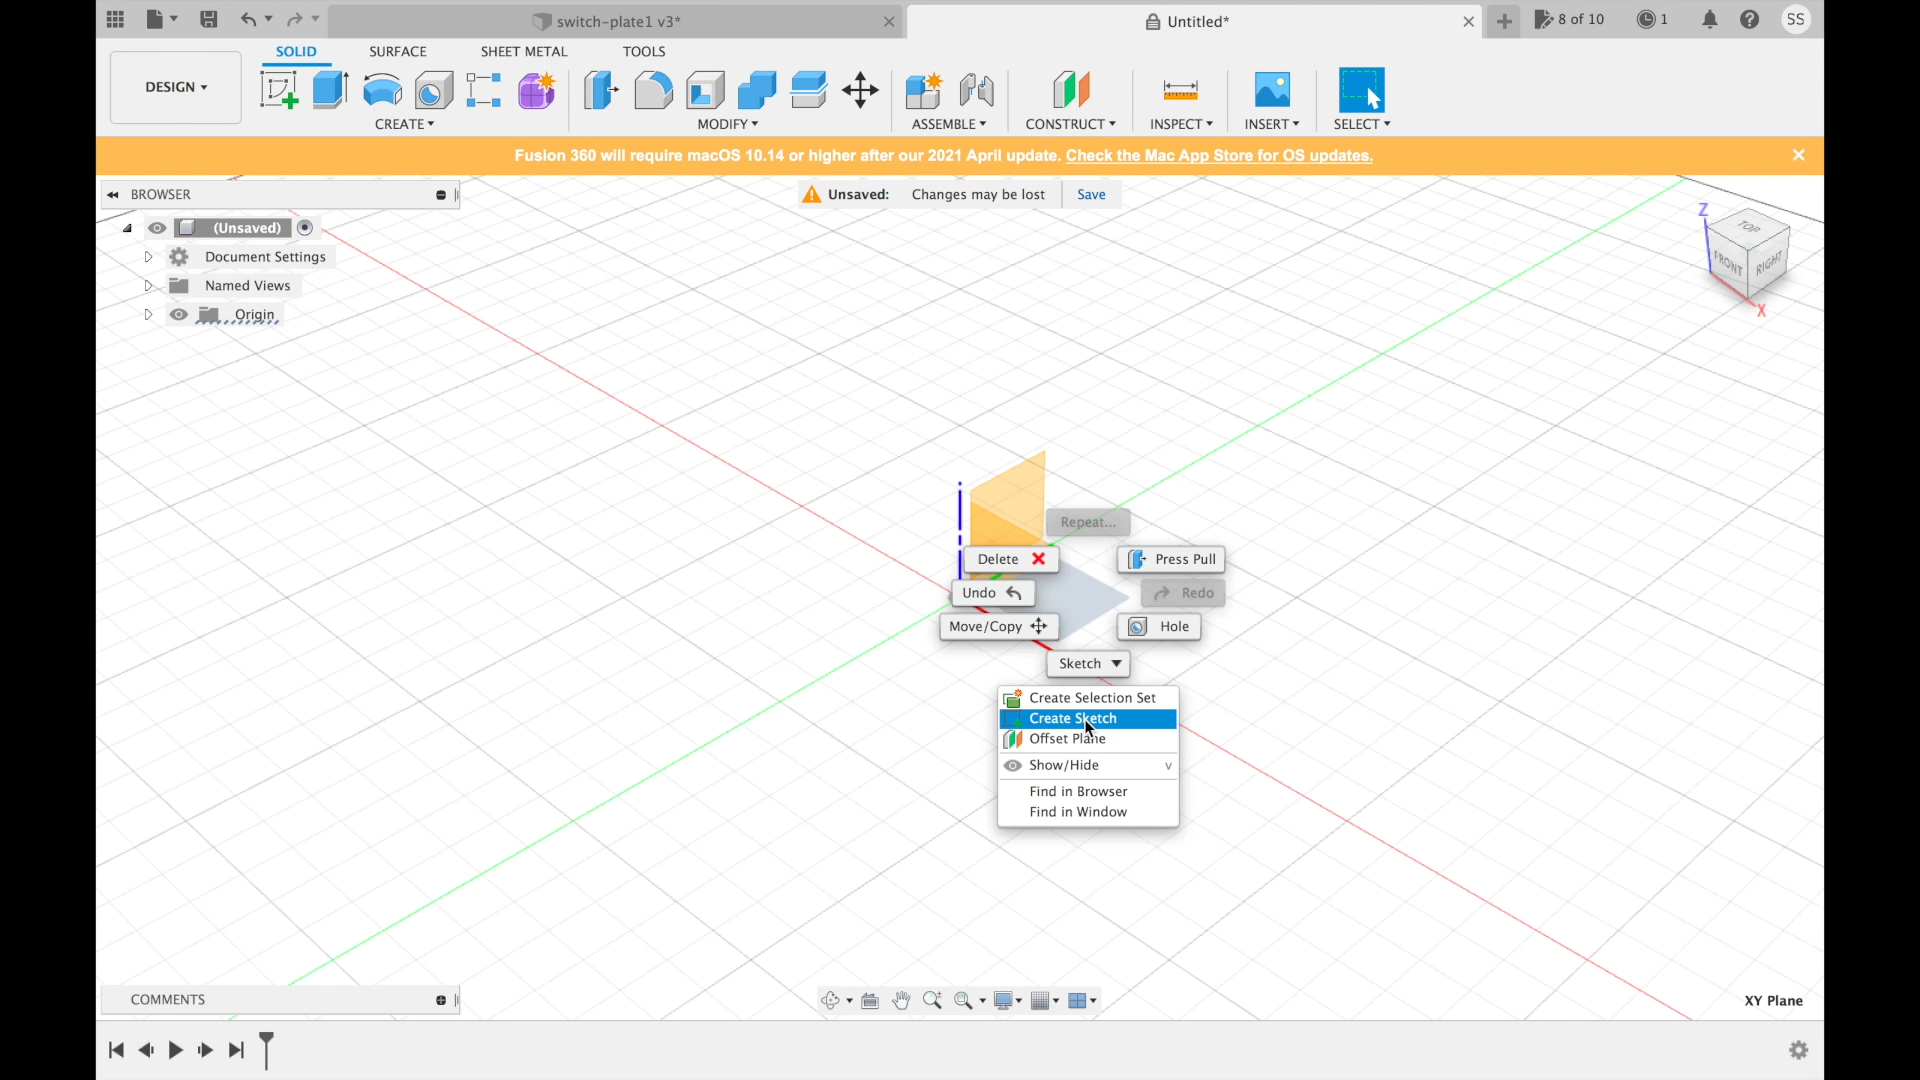 switch-plate1 v3*
Untitled*
8 of 10
1
SS
DESIGN
SOLID
SURFACE
SHEET METAL
TOOLS
CREATE
MODIFY
ASSEMBLE
CONSTRUCT
INSPECT
INSERT
SELECT
Fusion 360 will require macOS 10.14 or higher after our 2021 April update. Check the Mac App Store for OS updates.
BROWSER
Unsaved: Changes may be lost Save
(Unsaved)
Document Settings
Named Views
Origin
Z
TOP
FRONT
RIGHT
X
Repeat...
Delete
Press Pull
Undo
Redo
Move/Copy
Hole
Sketch
Create Selection Set
Create Sketch
Offset Plane
Show/Hide V
Find in Browser
Find in Window
COMMENTS
XY Plane